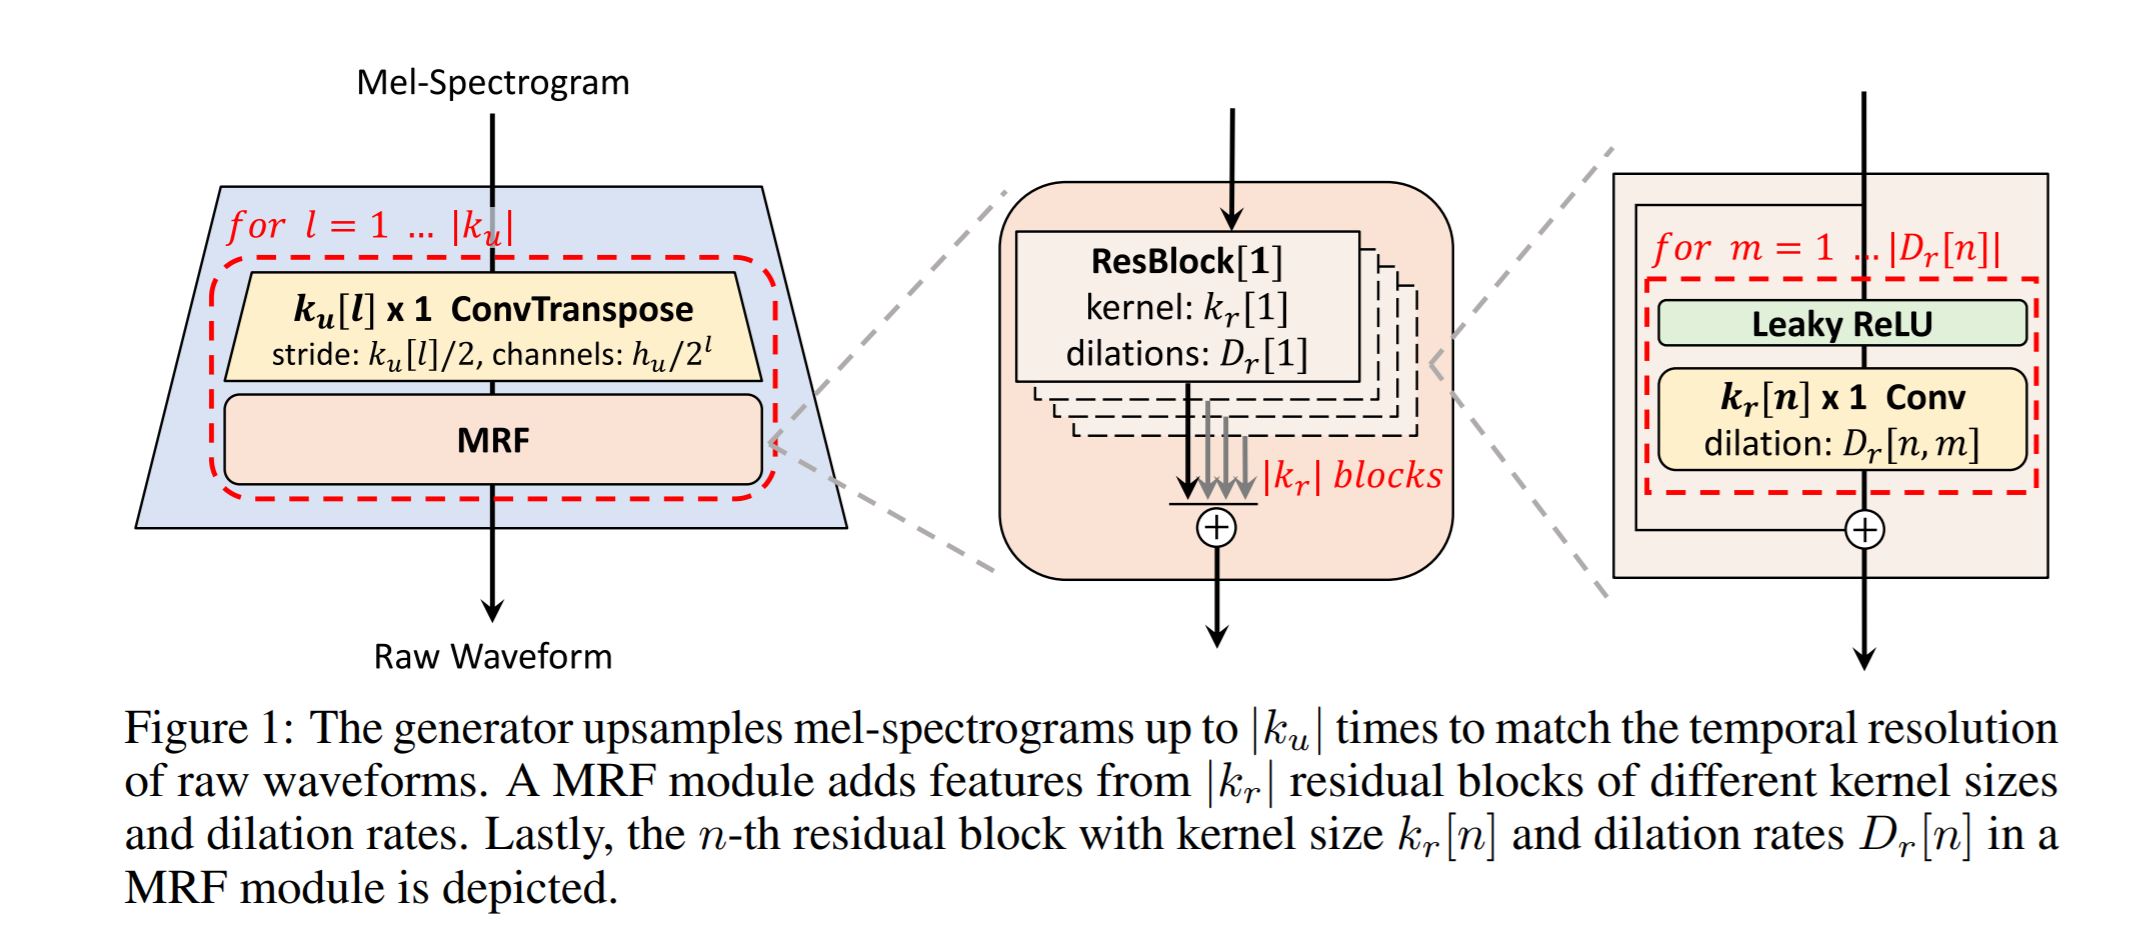 Mel-Spectrogram
for l = 1 ... |k_u|
k_u[l] x 1 ConvTranspose
stride: k_u[l]/2, channels: h_u/2^l
MRF
Raw Waveform
ResBlock[1]
kernel: k_r[1]
dilations: D_r[1]
|k_r| blocks
+
for m = 1 ... |D_r[n]|
Leaky ReLU
k_r[n] x 1 Conv
dilation: D_r[n, m]
+
Figure 1: The generator upsamples mel-spectrograms up to |k_u| times to match the temporal resolution
of raw waveforms. A MRF module adds features from |k_r| residual blocks of different kernel sizes
and dilation rates. Lastly, the n-th residual block with kernel size k_r[n] and dilation rates D_r[n] in a
MRF module is depicted.